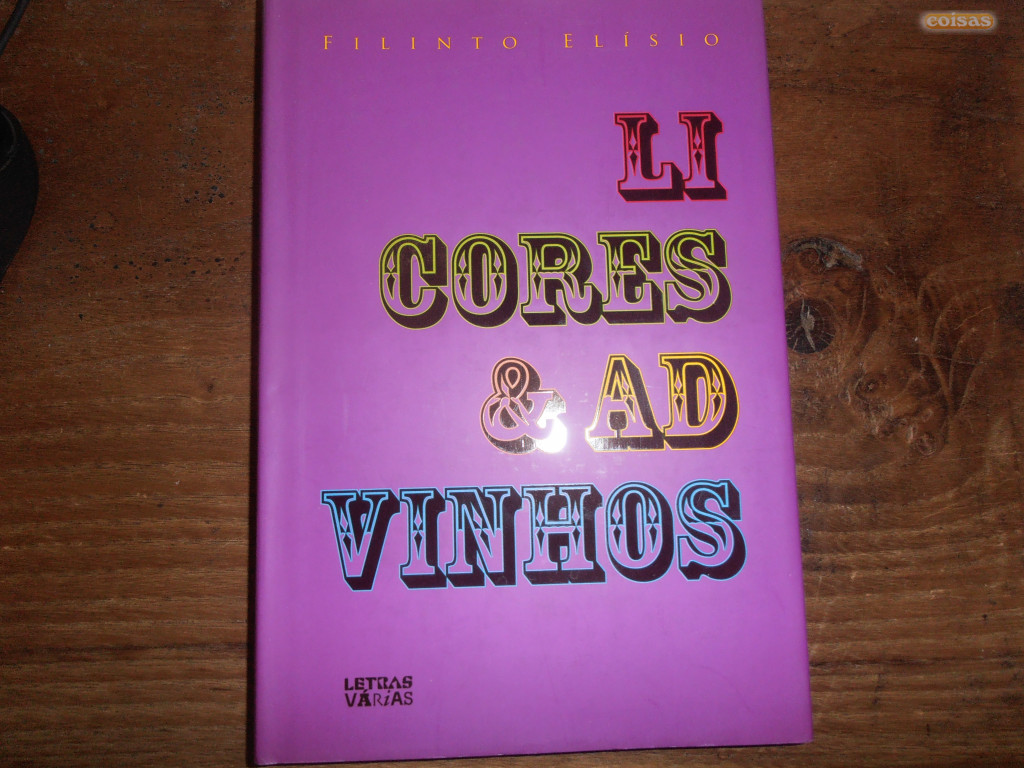 coisas
FILINTO ELÍSIO
LI
CORES
& AD
VINHOS
LETRAS
VÁRiAS